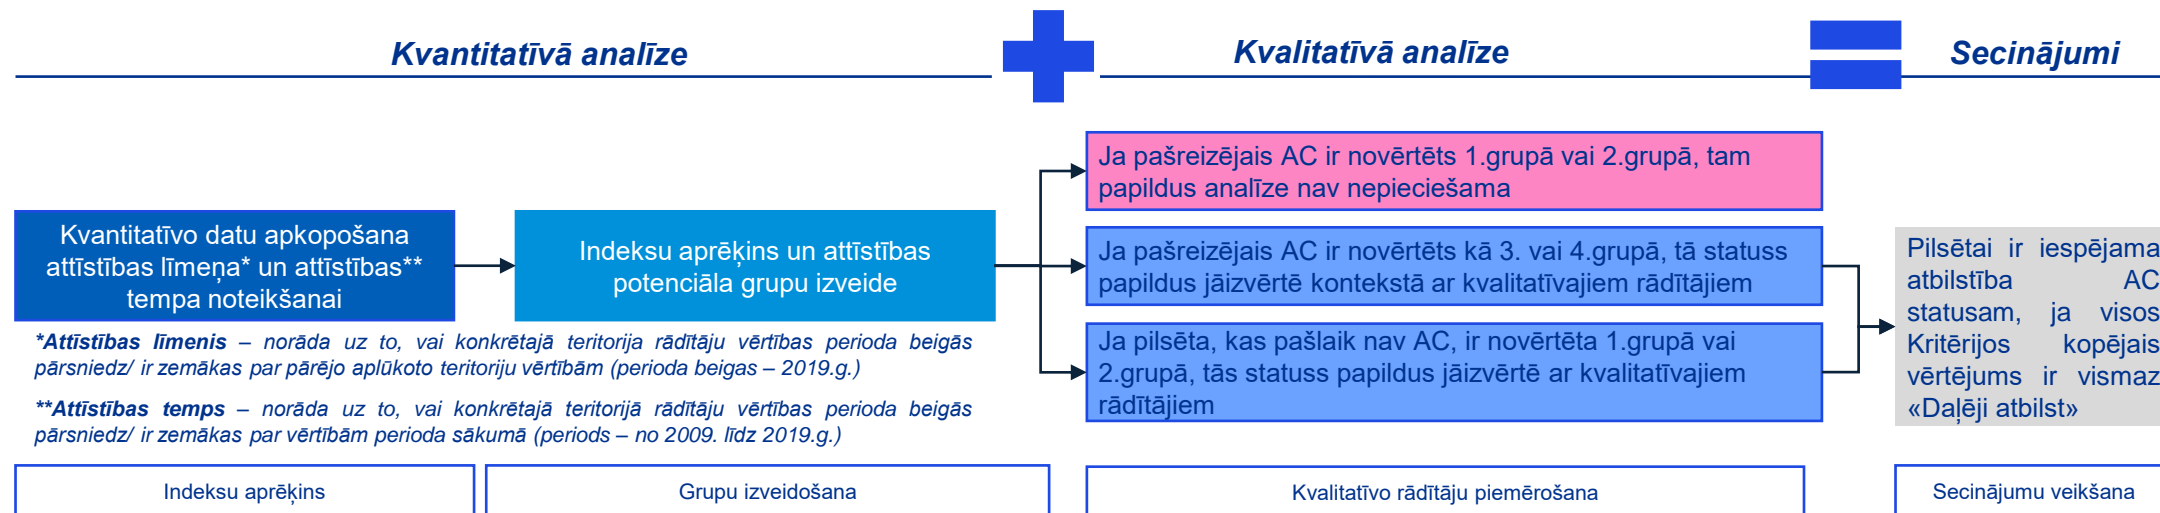 Kvantitatīvā analīze
Kvalitatīvā analīze
Secinājumi
Kvantitatīvo datu apkopošana
attīstības līmeņa* un attīstības**
tempa noteikšanai
Indeksu aprēķins un attīstības
potenciāla grupu izveide
Ja pašreizējais AC ir novērtēts 1.grupā vai 2.grupā, tam
papildus analīze nav nepieciešama
Ja pašreizējais AC ir novērtēts kā 3. vai 4.grupā, tā statuss
papildus jāizvērtē kontekstā ar kvalitatīvajiem rādītājiem
Ja pilsēta, kas pašlaik nav AC, ir novērtēta 1.grupā vai
2.grupā, tās statuss papildus jāizvērtē ar kvalitatīvajiem
rādītājiem
Pilsētai ir iespējama
atbilstība AC
statusam, ja visos
Kritērijos kopējais
vērtējums ir vismaz
«Daļēji atbilst»
*Attīstības līmenis – norāda uz to, vai konkrētajā teritorija rādītāju vērtības perioda beigās
pārsniedz/ ir zemākas par pārējo aplūkoto teritoriju vērtībām (perioda beigas – 2019.g.)
**Attīstības temps – norāda uz to, vai konkrētajā teritorijā rādītāju vērtības perioda beigās
pārsniedz/ ir zemākas par vērtībām perioda sākumā (periods – no 2009. līdz 2019.g.)
Indeksu aprēķins
Grupu izveidošana
Kvalitatīvo rādītāju piemērošana
Secinājumu veikšana